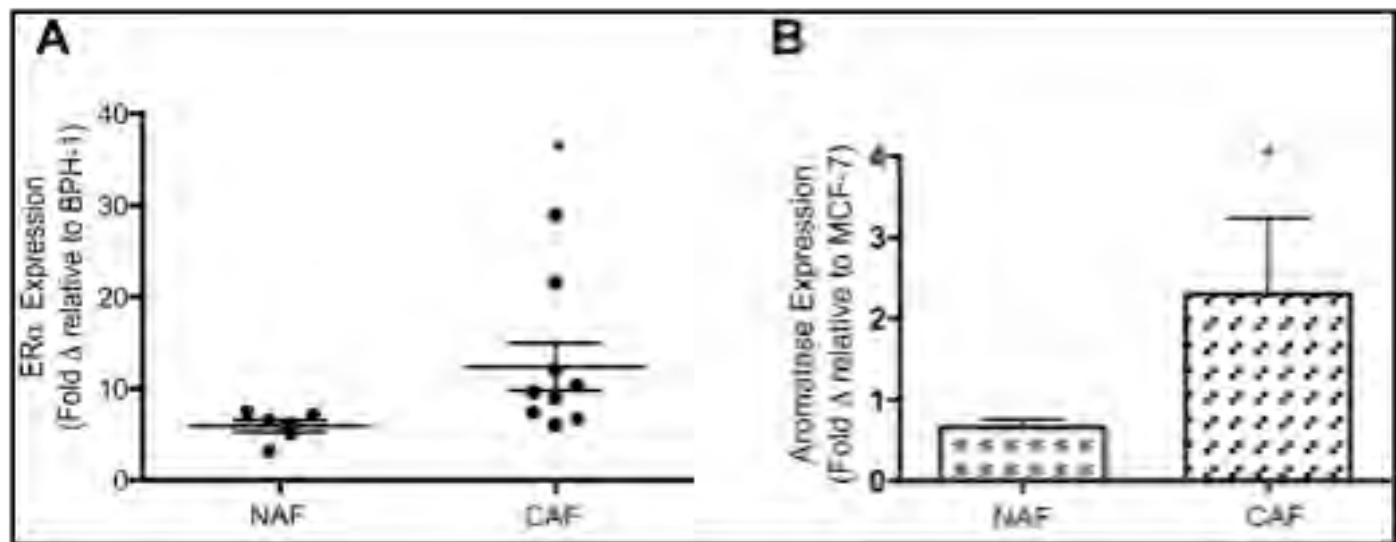 A
B
ERα Expression
(Fold Δ relative to BPH-1)
40
30
20
10
0
NAF
CAF
*
Aromatase Expression
(Fold Δ relative to MCF-7)
4
3
2
1
0
NAF
CAF
*